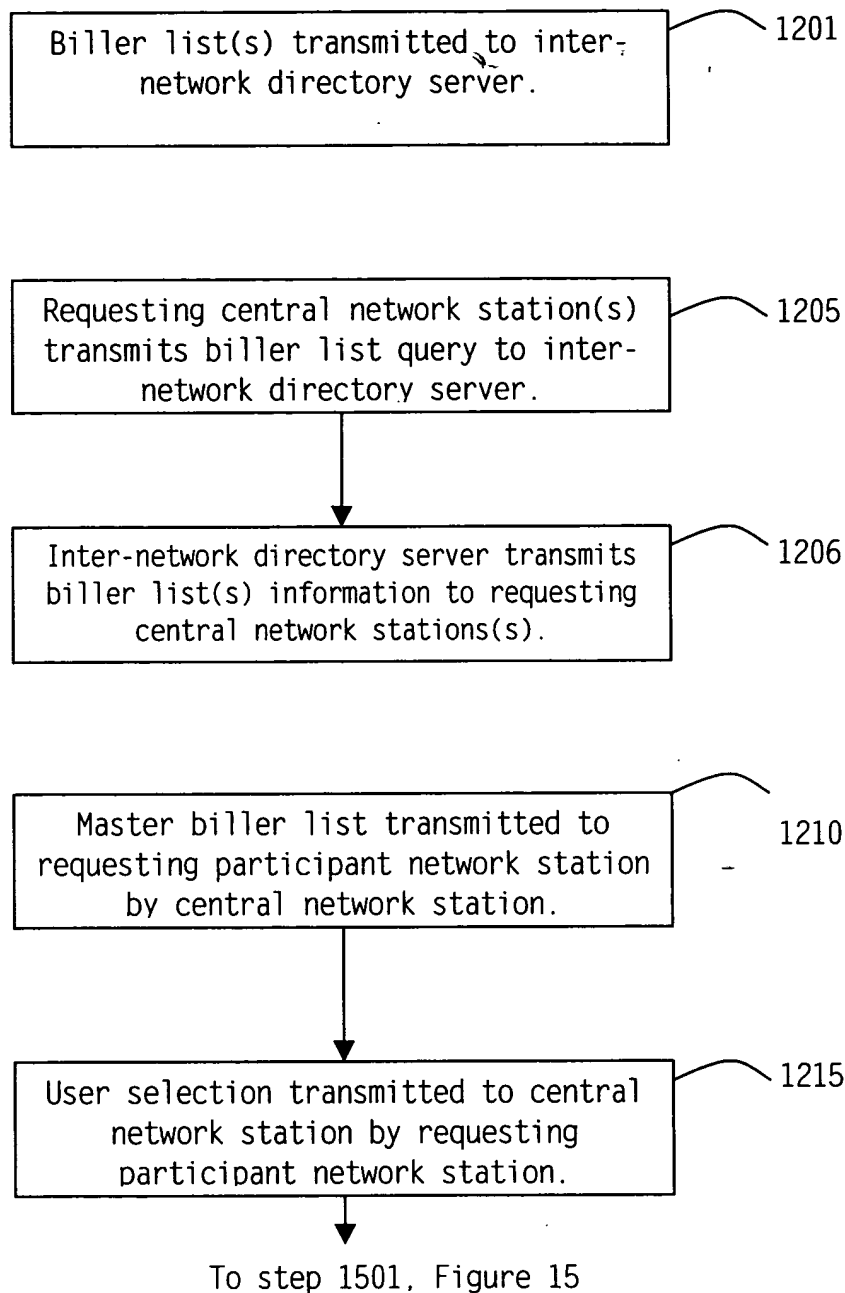 Biller list(s) transmitted to inter-
network directory server.
1201
Requesting central network station(s)
transmits biller list query to inter-
network directory server.
1205
Inter-network directory server transmits
biller list(s) information to requesting
central network stations(s).
1206
Master biller list transmitted to
requesting participant network station
by central network station.
1210
User selection transmitted to central
network station by requesting
participant network station.
1215
To step 1501, Figure 15